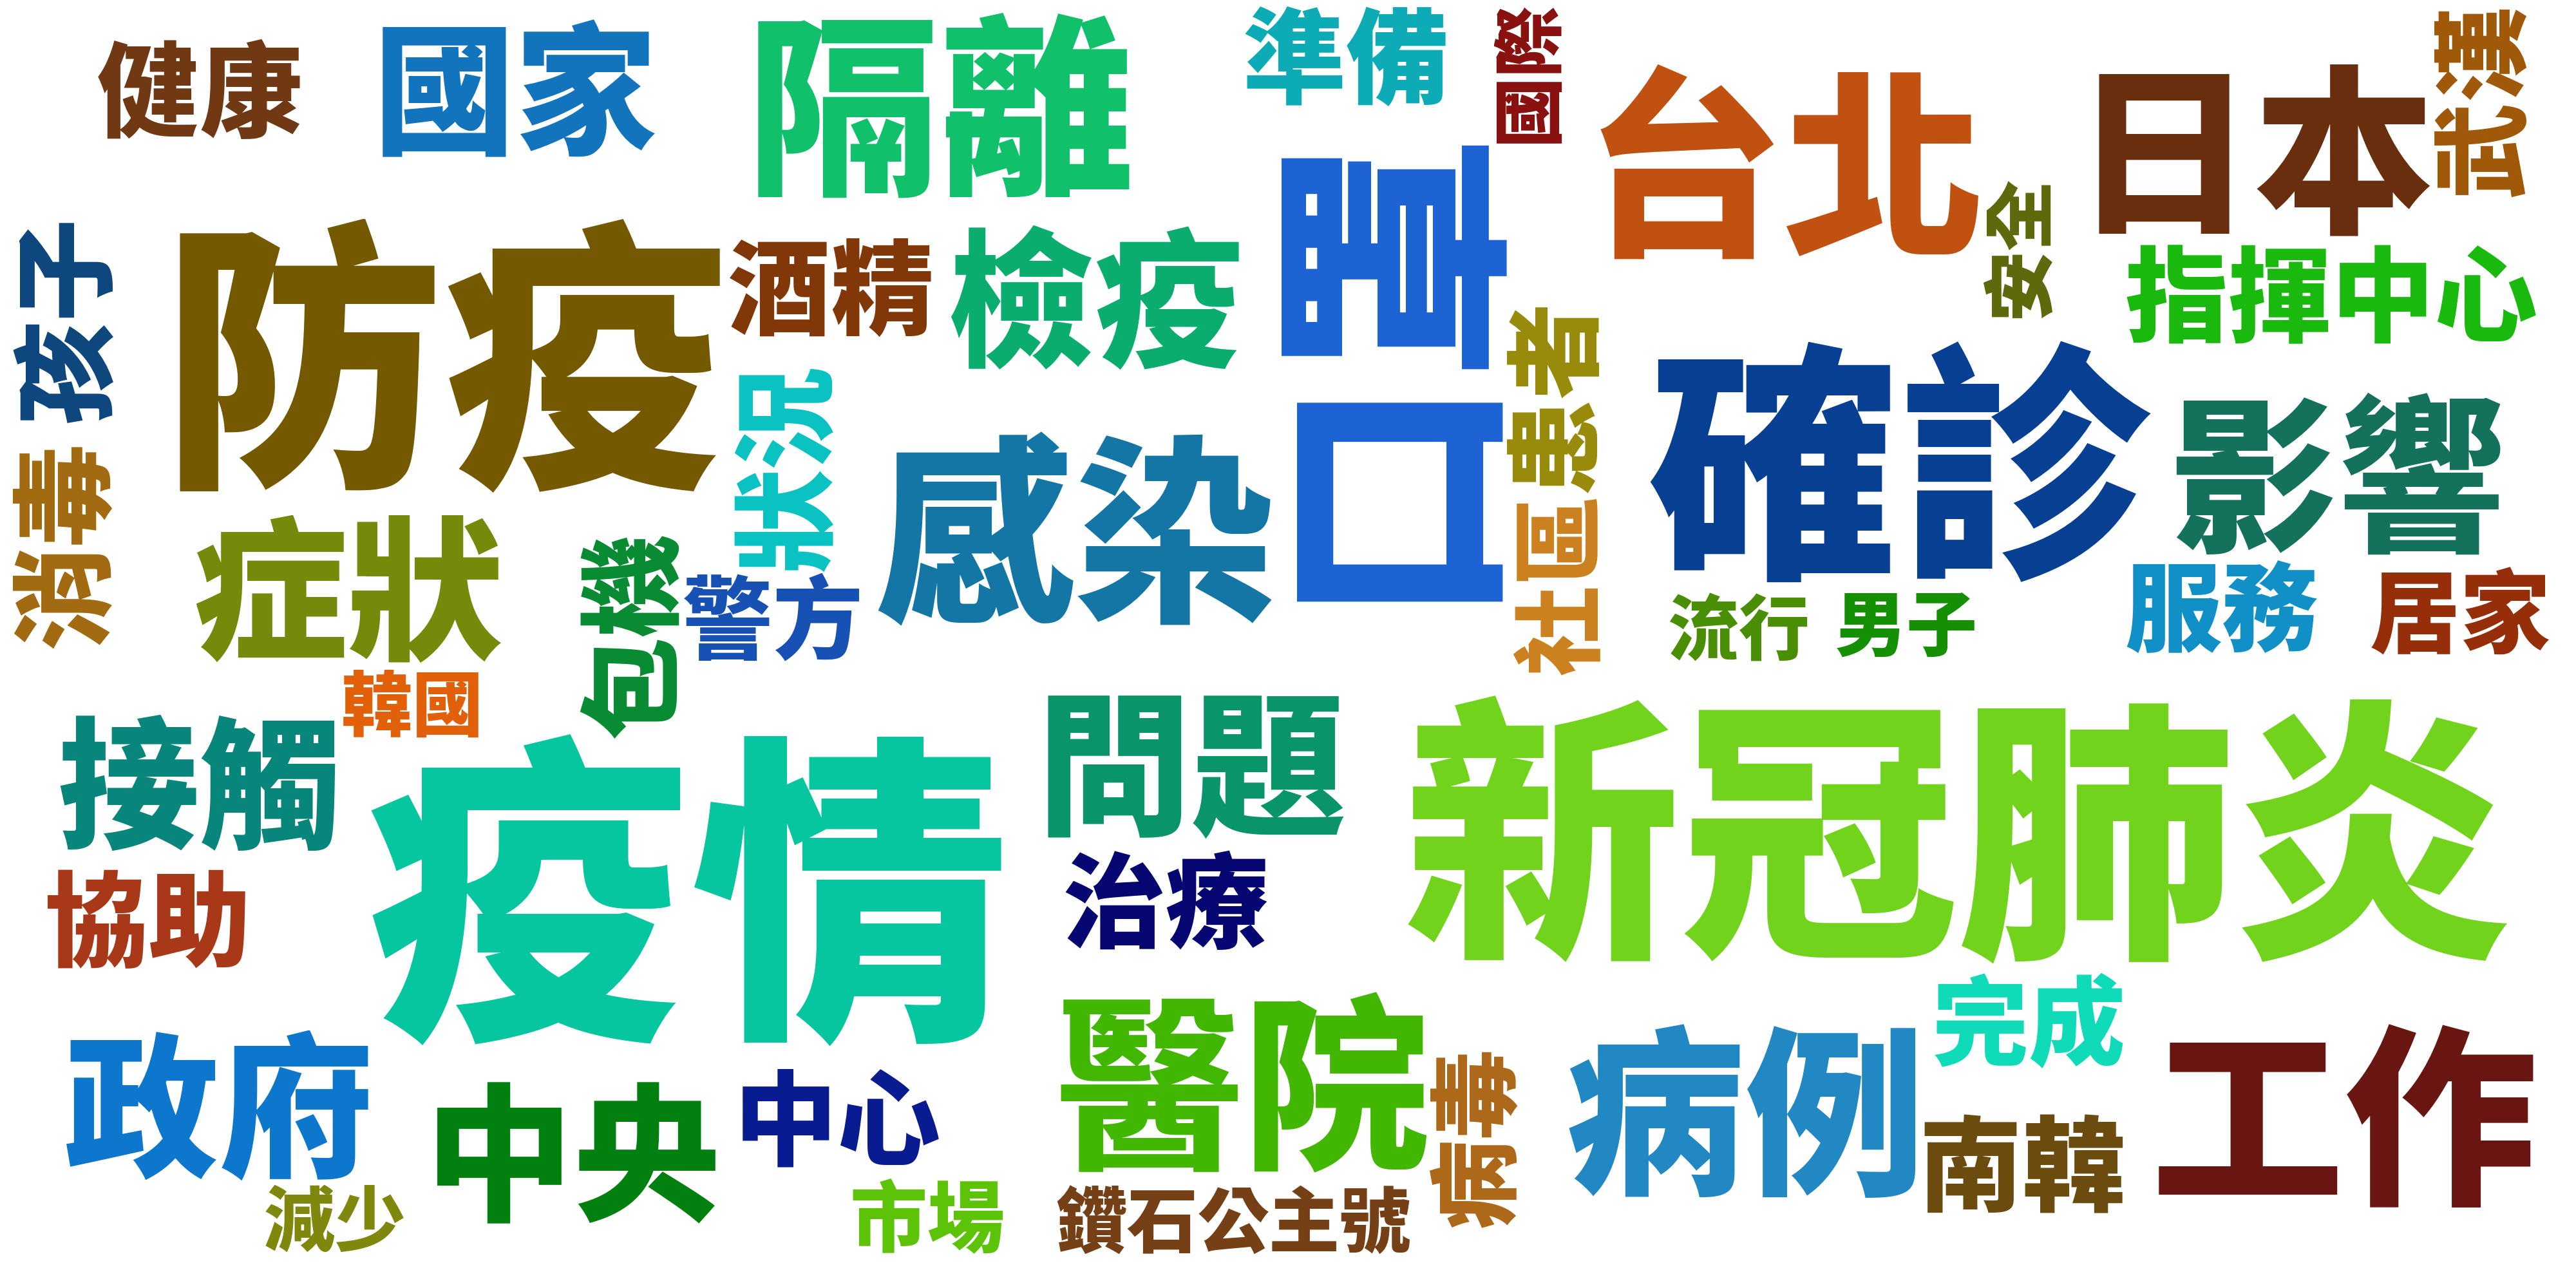 健康
國家
隔離
準備
國際
台北
日本
武漢
孩子
防疫
酒精
檢疫
口罩
安全
指揮中心
患者
確診
影響
消毒
症狀
狀況
感染
社區
包機
警方
流行
男子
服務
居家
韓國
接觸
疫情
問題
新冠肺炎
協助
治療
政府
中央
中心
醫院
病毒
病例
完成
南韓
工作
減少
市場
鑽石公主號